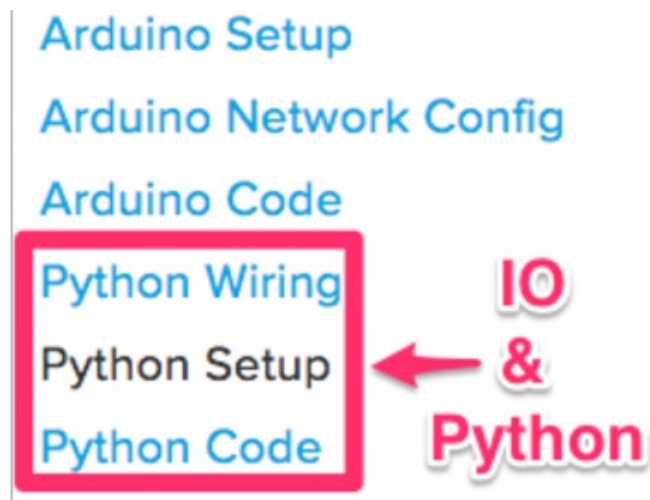 Arduino Setup
Arduino Network Config
Arduino Code
Python Wiring
Python Setup
Python Code
IO
&
Python